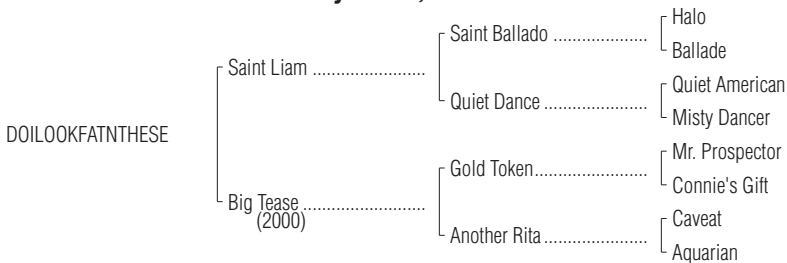 Halo
Saint Ballado ....................
Ballade
Saint Liam ........................
Quiet American
Quiet Dance ......................
Misty Dancer
DOILOOKFATNTHESE
Mr. Prospector
Gold Token........................
Connie's Gift
Big Tease ..........................
(2000)
Caveat
Another Rita ......................
Aquarian